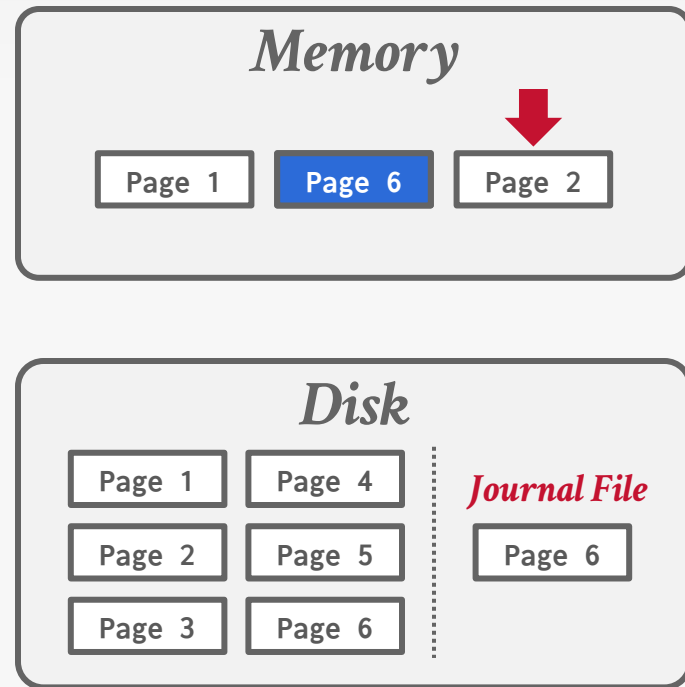 Memory
Page 1 Page 6 Page 2
Disk
Page 1 Page 4
Journal File
Page 2 Page 5 Page 6
Page 3 Page 6